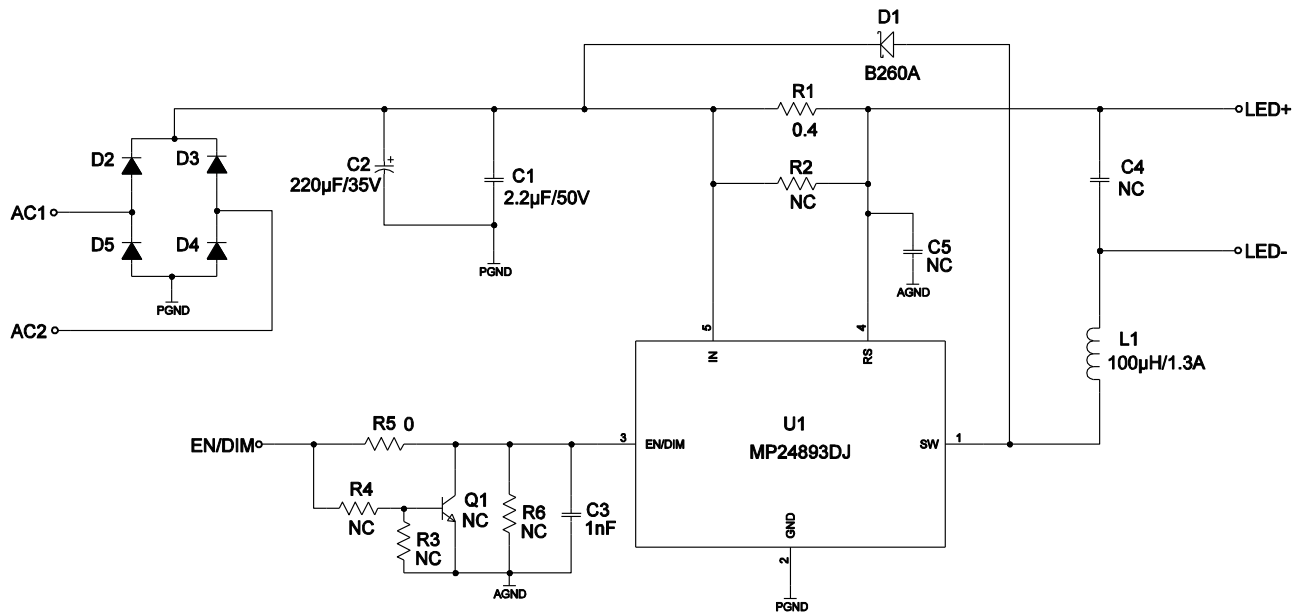 D1
B260A
R1
0.4
LED+
D2
D3
C2
+
220µF/35V
C1
2.2µF/50V
R2
NC
C4
NC
AC1
D5
D4
C5
NC
LED-
PGND
PGND
AGND
AC2
5
4
IN
RS
L1
100µH/1.3A
R5 0
EN/DIM
3
EN/DIM
U1
MP24893DJ
SW
1
R4
NC
Q1
NC
R6
NC
C3
1nF
R3
NC
GND
2
AGND
PGND